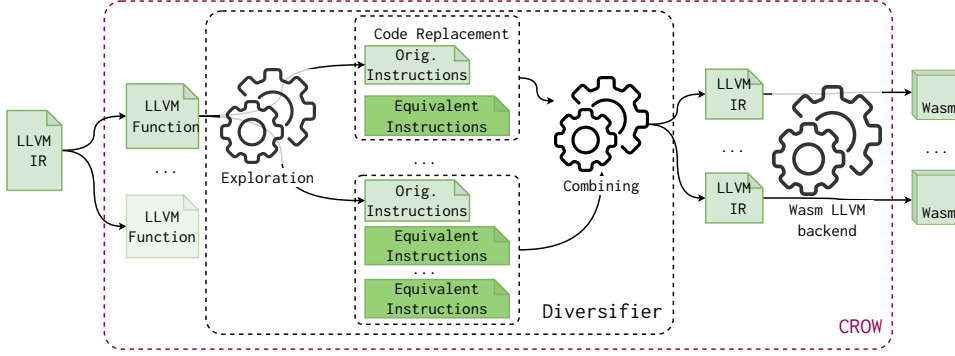 LLVM
IR
LLVM
Function
...
LLVM
Function
Exploration
Code Replacement
Orig.
Instructions
Equivalent
Instructions
...
Orig.
Instructions
Equivalent
Instructions
...
Equivalent
Instructions
Combining
Diversifier
LLVM
IR
...
LLVM
IR
Wasm LLVM
backend
CROW
Wasm
...
Wasm